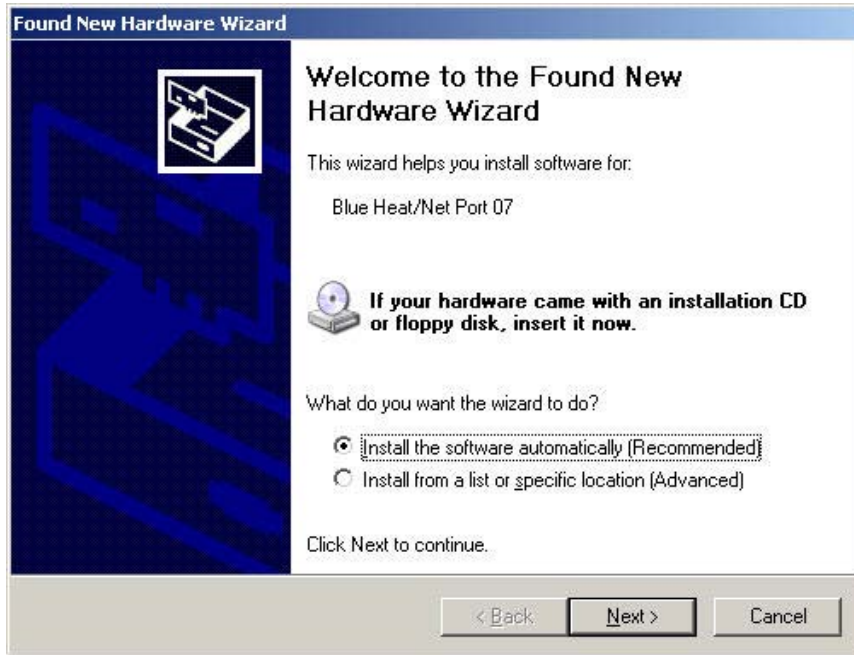 Found New Hardware Wizard
Welcome to the Found New
Hardware Wizard
This wizard helps you install software for:
Blue Heat/Net Port 07
If your hardware came with an installation CD
or floppy disk, insert it now.
What do you want the wizard to do?
Install the software automatically (Recommended)
Install from a list or specific location (Advanced)
Click Next to continue.
< Back Next > Cancel